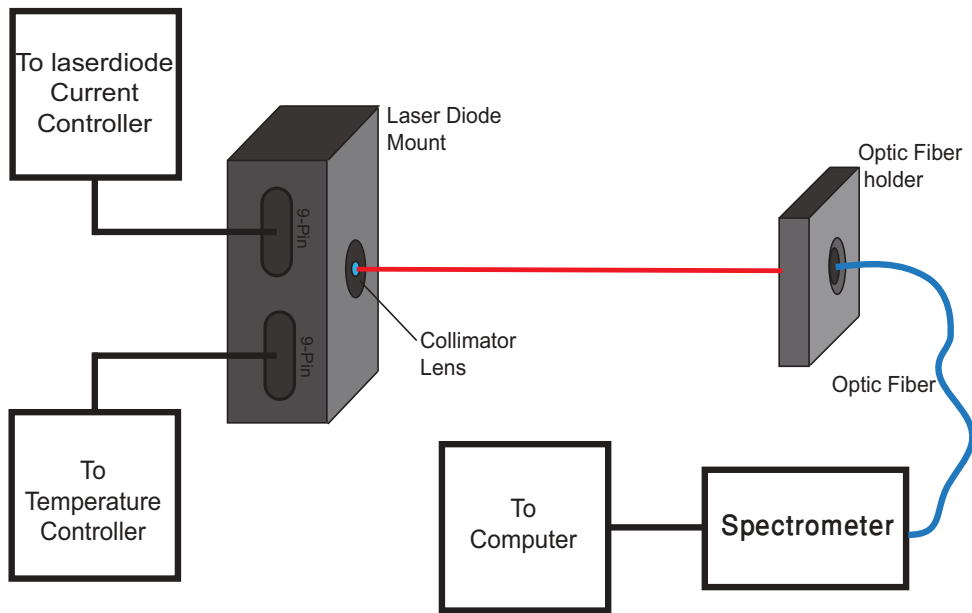 To laserdiode
Current
Controller
Laser Diode
Mount
Optic Fiber
holder
9-Pin
9-Pin
Collimator
Lens
Optic Fiber
To
Temperature
Controller
To
Computer
Spectrometer